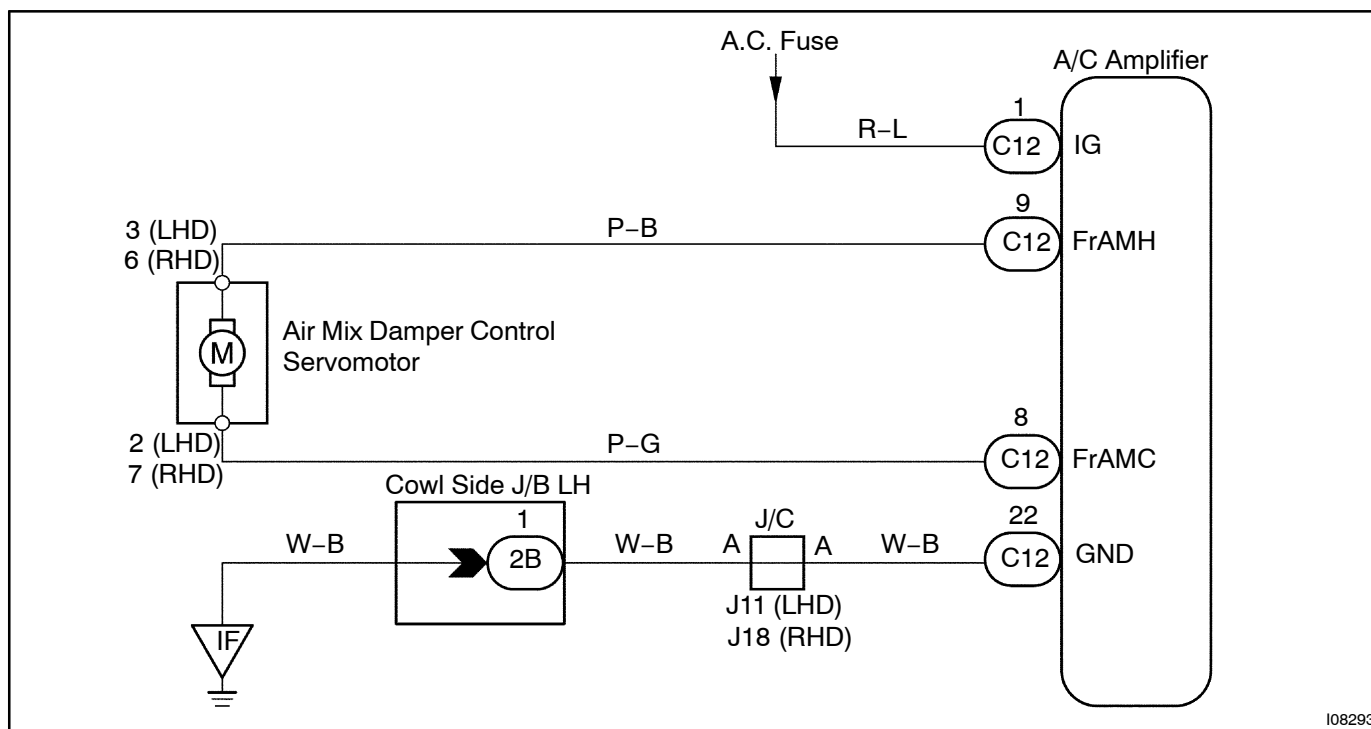 A.C. Fuse
A/C Amplifier
1
R–L
C12
IG
9
3 (LHD)
P–B
C12
FrAMH
6 (RHD)
M
Air Mix Damper Control
Servomotor
8
2 (LHD)
P–G
C12
FrAMC
7 (RHD)
Cowl Side J/B LH
1
J/C
22
W–B
2B
W–B
A
A
W–B
C12
GND
J11 (LHD)
J18 (RHD)
IF
I08293